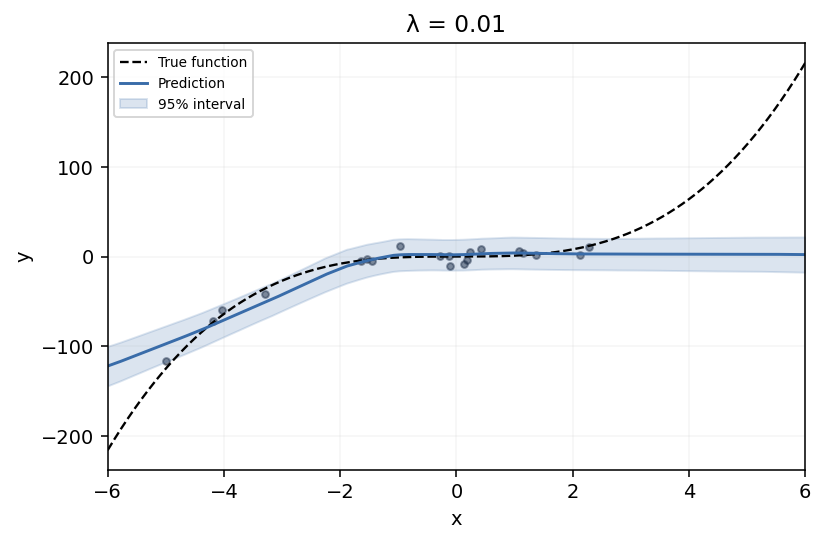 λ = 0.01
True function
Prediction
95% interval
y
200
100
0
−100
−200
−6 −4 −2 0 2 4 6
x